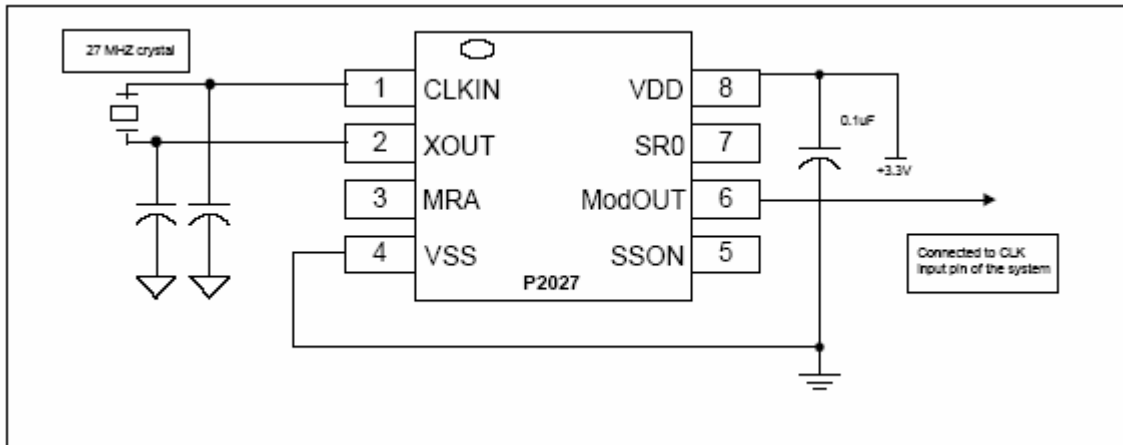 27 MHZ crystal
1 CLKIN
2 XOUT
3 MRA
4 VSS
VDD 8
SR0 7
ModOUT 6
SSON 5
P2027
0.1uF
+3.3V
Connected to CLK
Input pin of the system